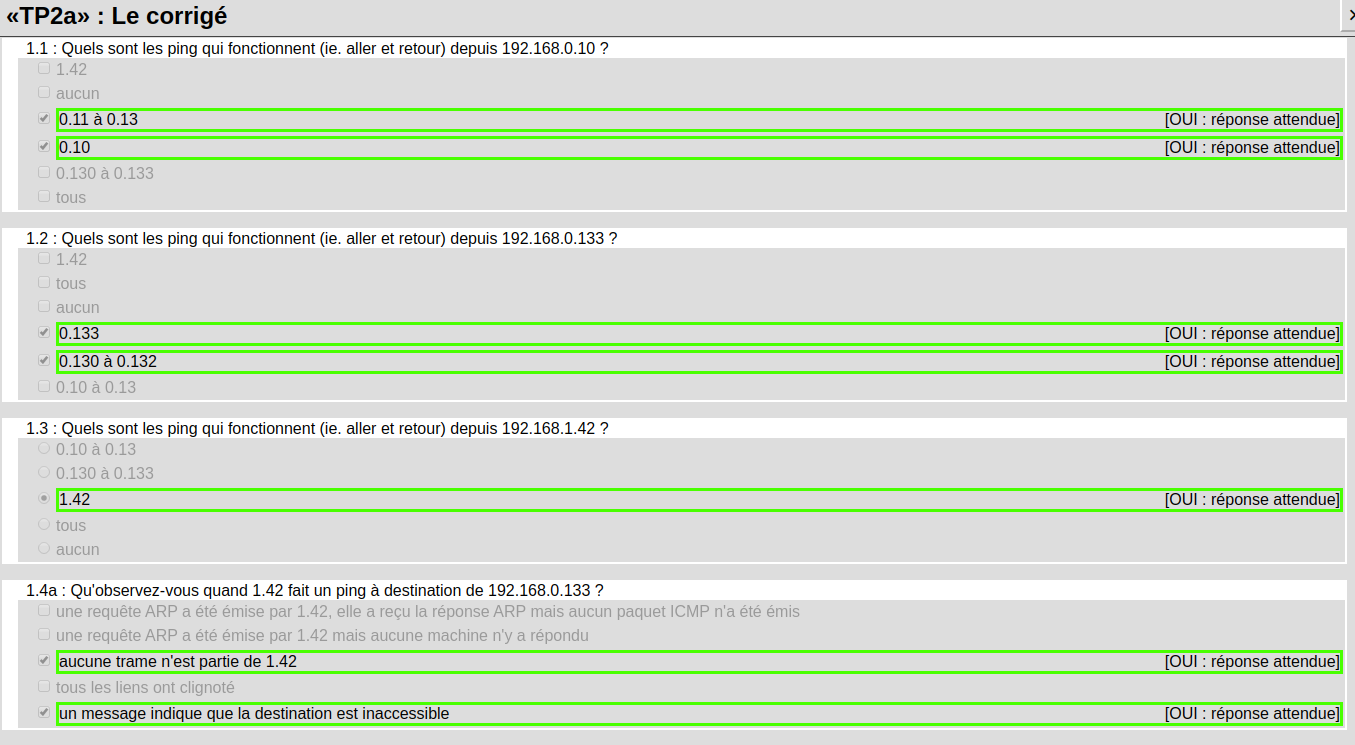 «TP2a» : Le corrigé
1.1 : Quels sont les ping qui fonctionnent (ie. aller et retour) depuis 192.168.0.10 ?
1.42
aucun
0.11 à 0.13 [OUI : réponse attendue]
0.10 [OUI : réponse attendue]
0.130 à 0.133
tous
1.2 : Quels sont les ping qui fonctionnent (ie. aller et retour) depuis 192.168.0.133 ?
1.42
tous
aucun
0.133 [OUI : réponse attendue]
0.130 à 0.132 [OUI : réponse attendue]
0.10 à 0.13
1.3 : Quels sont les ping qui fonctionnent (ie. aller et retour) depuis 192.168.1.42 ?
0.10 à 0.13
0.130 à 0.133
1.42 [OUI : réponse attendue]
tous
aucun
1.4a : Qu'observez-vous quand 1.42 fait un ping à destination de 192.168.0.133 ?
une requête ARP a été émise par 1.42, elle a reçu la réponse ARP mais aucun paquet ICMP n'a été émis
une requête ARP a été émise par 1.42 mais aucune machine n'y a répondu
aucune trame n'est partie de 1.42 [OUI : réponse attendue]
tous les liens ont clignoté
un message indique que la destination est inaccessible [OUI : réponse attendue]